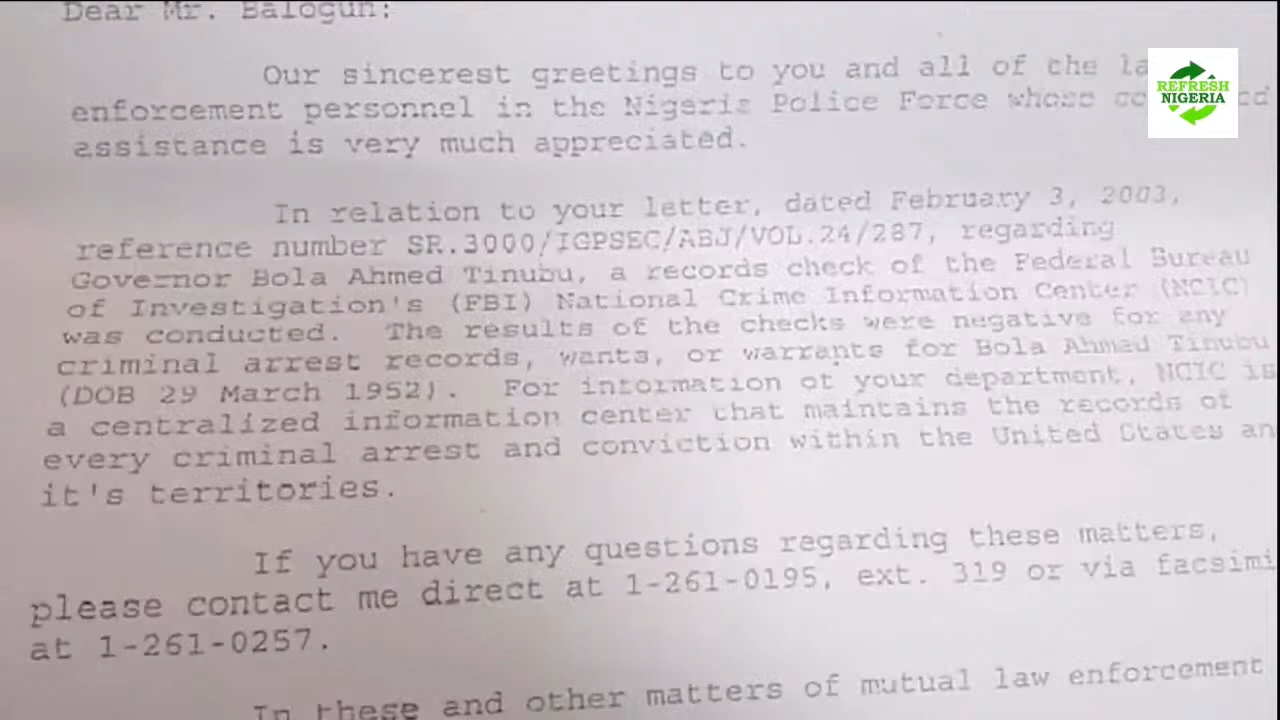 Dear Mr. Balogun:
Our sincerest greetings to you and all of the
enforcement personnel in the Nigeria Police Force whose
assistance is very much appreciated.
In relation to your letter, dated February 3, 2003,
reference number SR.3000/IGPSEC/ABJ/VOL.24/287, regarding
Governor Bola Ahmed Tinubu, a records check of the Federal Bureau
of Investigation's (FBI) National Crime Information Center (NCIC)
was conducted. The results of the checks were negative for any
criminal arrest records, wants, or warrants for Bola Ahmed Tinubu
(DOB 29 March 1952). For information of your department, NCIC is
a centralized information center that maintains the records of
every criminal arrest and conviction within the United States an
it's territories.
If you have any questions regarding these matters,
please contact me direct at 1-261-0195, ext. 319 or via facsimi
at 1-261-0257.
In these and other matters of mutual law enforcement
REFRESH
NIGERIA